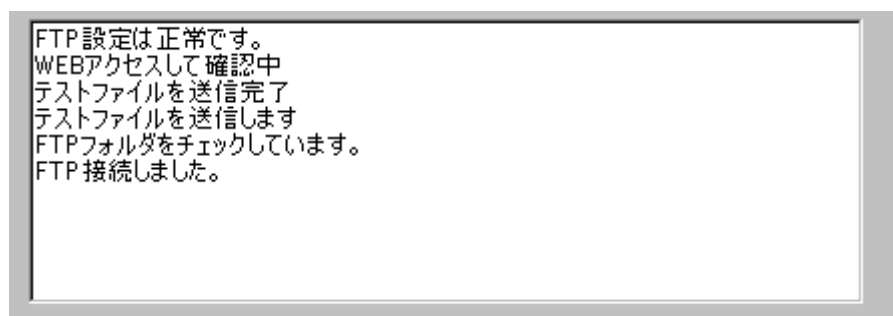 FTP設定は正常です。
WEBアクセスして確認中
テストファイルを送信完了
テストファイルを送信します
FTPフォルダをチェックしています。
FTP接続しました。